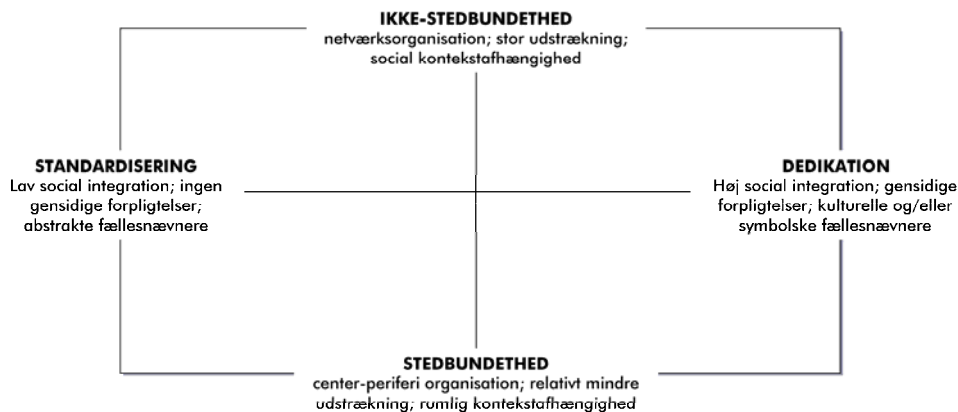 IKKE-STEDBUNDETHED
netværksorganisation; stor udstrækning;
social kontekstafhængighed
STANDARDISERING
Lav social integration; ingen
gensidige forpligtelser;
abstrakte fællesnævnere
DEDIKATION
Høj social integration; gensidige
forpligtelser; kulturelle og/eller
symbolske fællesnævnere
STEDBUNDETHED
center-periferi organisation; relativt mindre
udstrækning; rumlig kontekstafhængighed